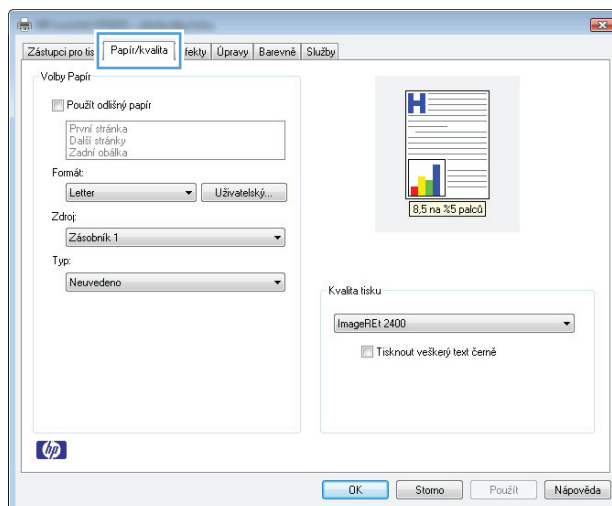 Zástupci pro tis
Papír/kvalita
fekty
Úpravy
Barevně
Služby
Volby Papír
Použít odlišný papír
První stránka
Další stránky
Zadní obálka
Formát:
Letter
Uživatelský...
Zdroj:
Zásobník 1
Typ:
Neuvedeno
H
8,5 na %5 palců
Kvalita tisku
ImageREt 2400
Tisknout veškerý text černě
hp
OK
Storno
Použít
Nápověda